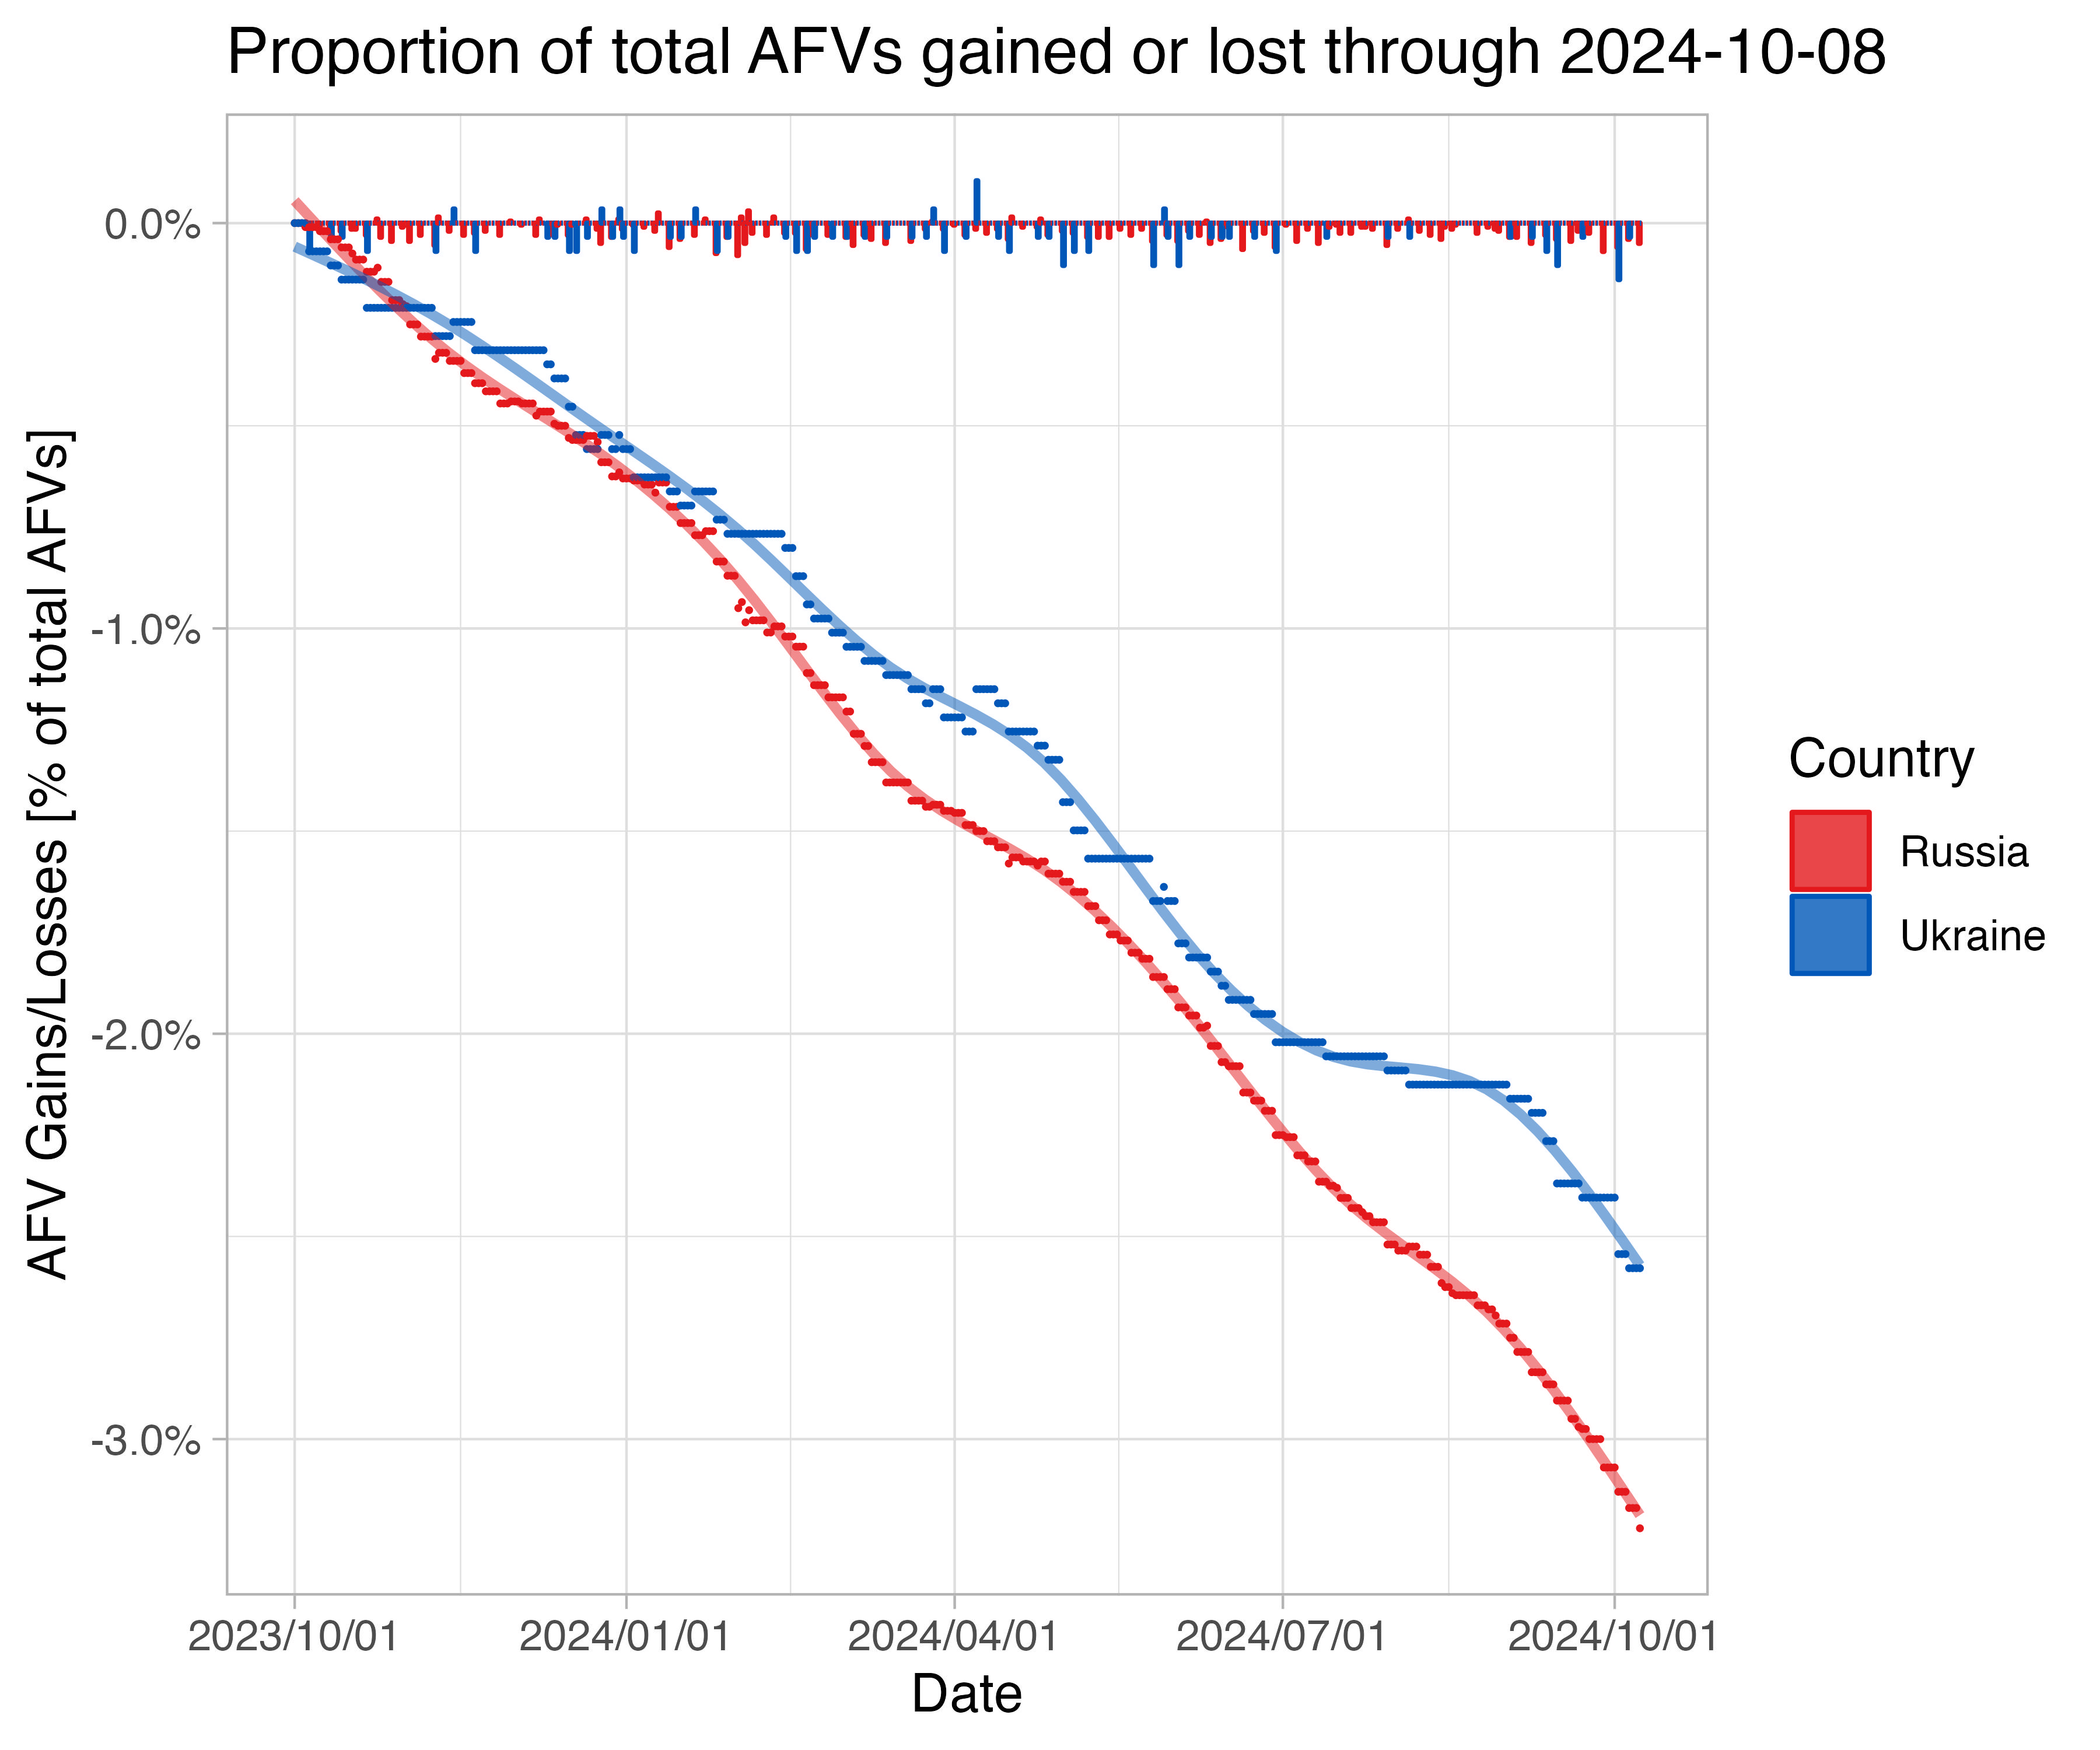 Proportion of total AFVs gained or lost through 2024-10-08
AFV Gains/Losses [% of total AFVs]
0.0%
-1.0%
-2.0%
-3.0%
2023/10/01
2024/01/01
2024/04/01
2024/07/01
2024/10/01
Date
Country
Russia
Ukraine